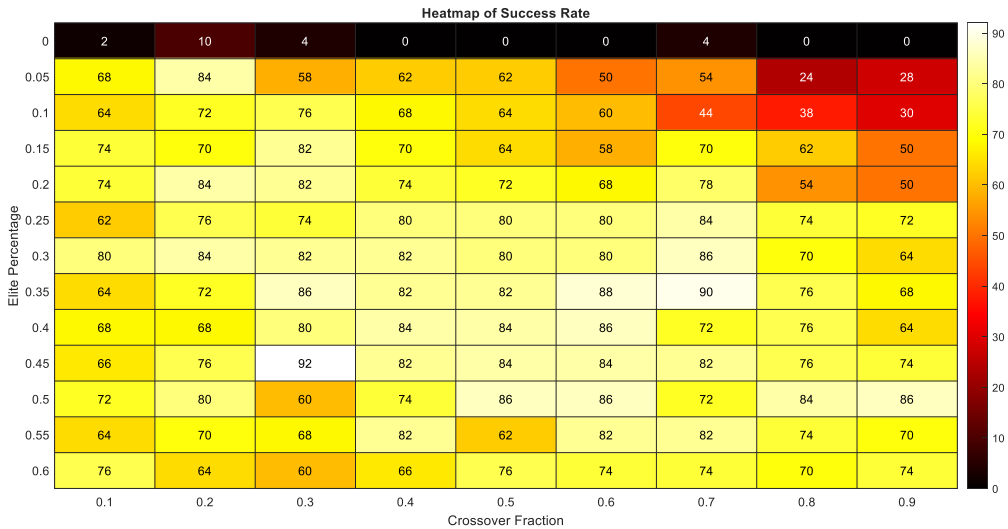 Heatmap of Success Rate
0 2 10 4 0 0 0 4 0 0
0.05 68 84 58 62 62 50 54 24 28
0.1 64 72 76 68 64 60 44 38 30
0.15 74 70 82 70 64 58 70 62 50
0.2 74 84 82 74 72 68 78 54 50
0.25 62 76 74 80 80 80 84 74 72
0.3 80 84 82 82 80 80 86 70 64
0.35 64 72 86 82 82 88 90 76 68
0.4 68 68 80 84 84 86 72 76 64
0.45 66 76 92 82 84 84 82 76 74
0.5 72 80 60 74 86 86 72 84 86
0.55 64 70 68 82 62 82 82 74 70
0.6 76 64 60 66 76 74 74 70 74
0.1 0.2 0.3 0.4 0.5 0.6 0.7 0.8 0.9
Crossover Fraction
Elite Percentage
90
80
70
60
50
40
30
20
10
0